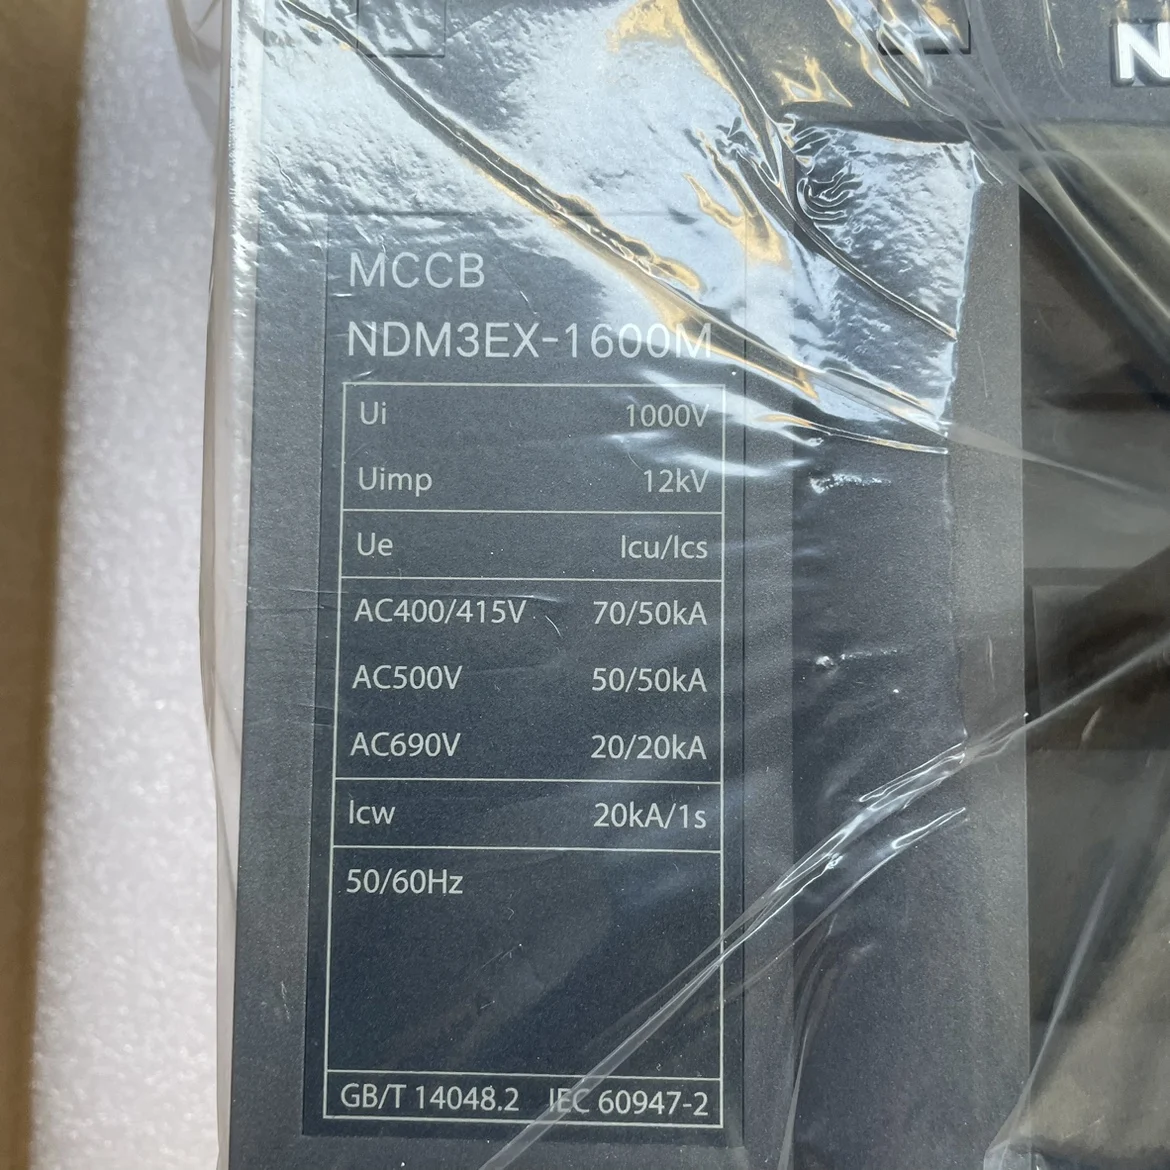 MCCB
NDM3EX-1600M
Ui 1000V
Uimp 12kV
Ue Icu/Ics
AC400/415V 70/50kA
AC500V 50/50kA
AC690V 20/20kA
Icw 20kA/1s
50/60Hz
GB/T 14048.2 IEC 60947-2